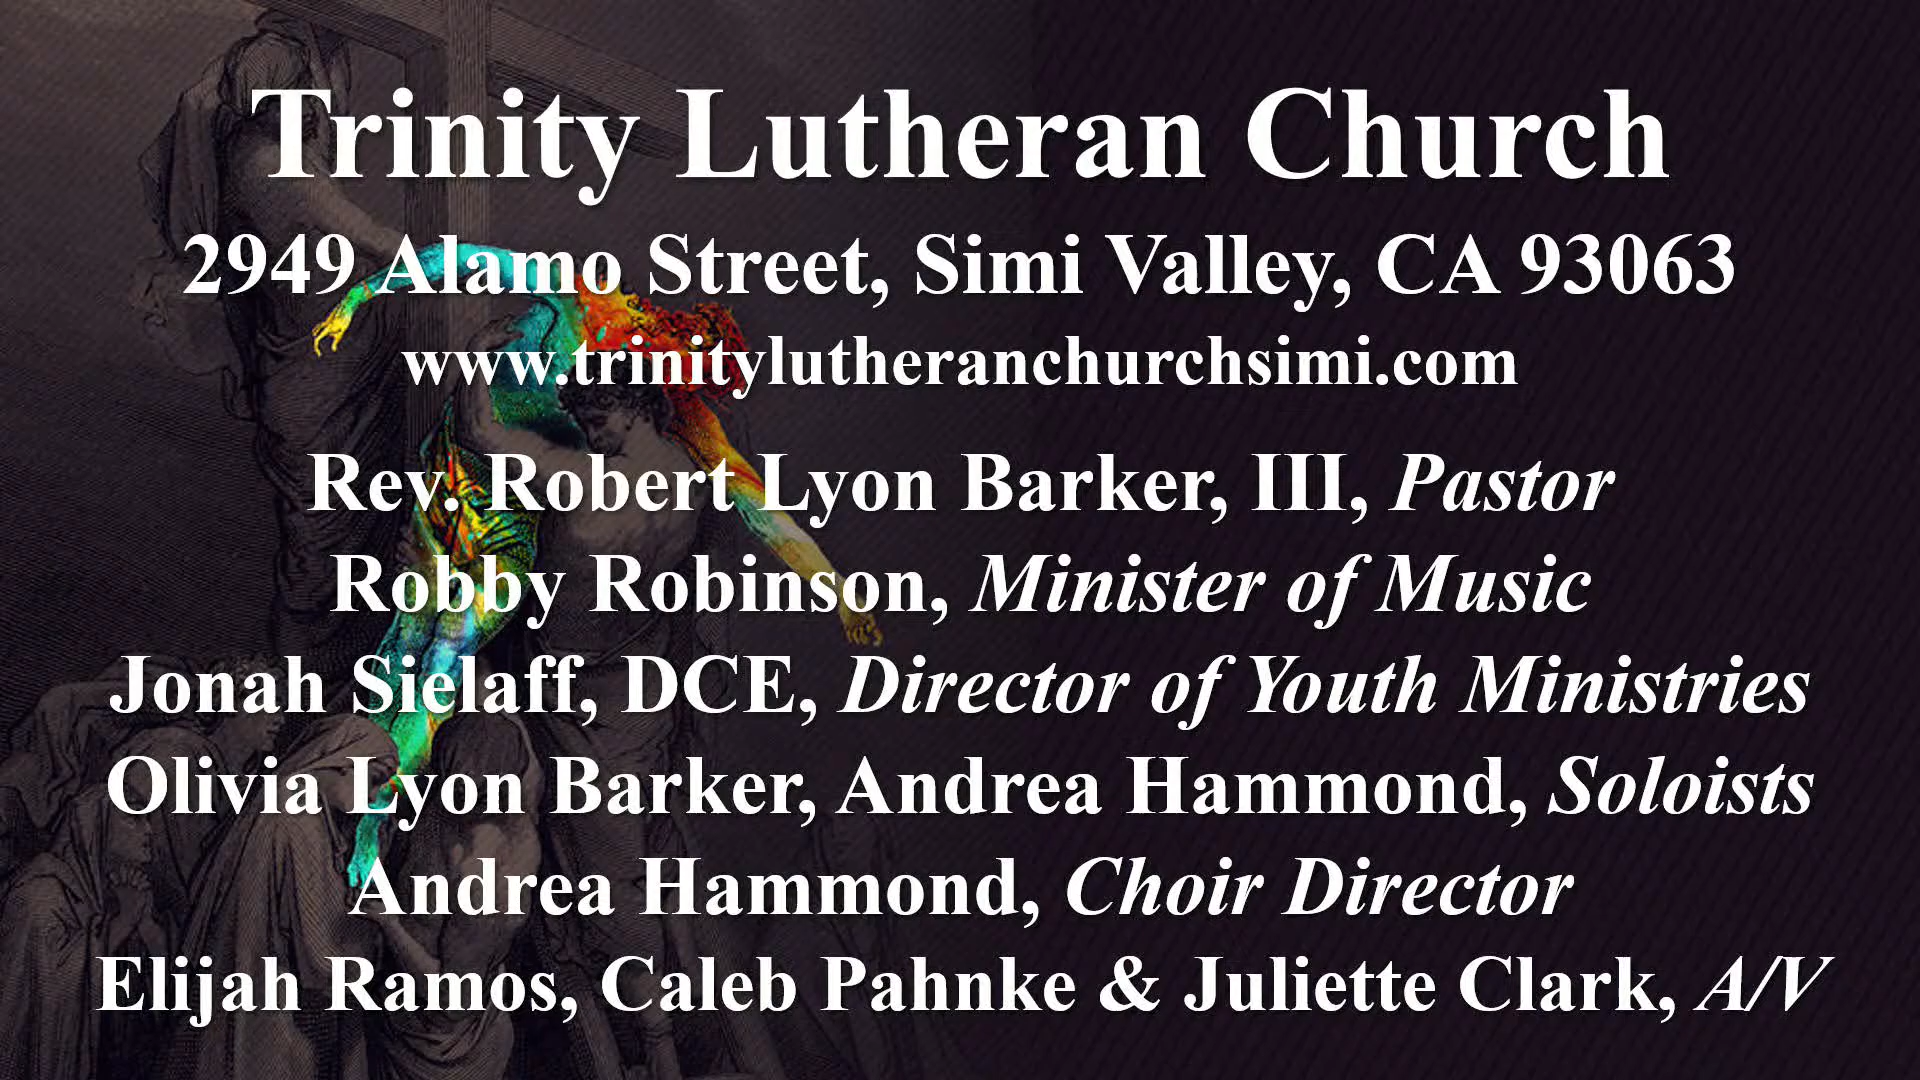 Trinity Lutheran Church
2949 Alamo Street, Simi Valley, CA 93063
www.trinitylutheranchurchsimi.com
Rev. Robert Lyon Barker, III, Pastor
Robby Robinson, Minister of Music
Jonah Sielaff, DCE, Director of Youth Ministries
Olivia Lyon Barker, Andrea Hammond, Soloists
Andrea Hammond, Choir Director
Elijah Ramos, Caleb Pahnke & Juliette Clark, A/V